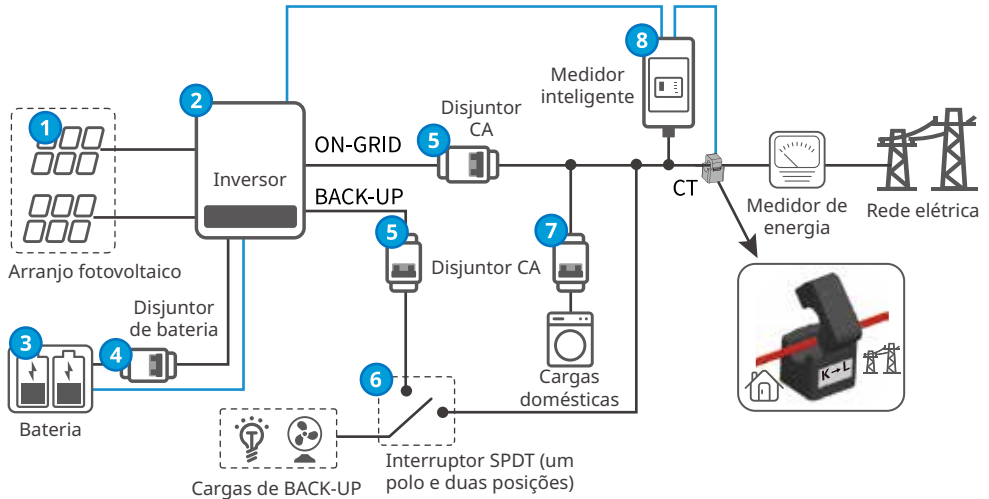 8
Medidor
inteligente
2
Disjuntor
CA
1
5
ON-GRID
Inversor
CT
BACK-UP
Medidor de
energia
Rede elétrica
5
7
Disjuntor CA
Arranjo fotovoltaico
Disjuntor
de bateria
3
4
K→L
6
Cargas
domésticas
Bateria
Interruptor SPDT (um
polo e duas posições)
Cargas de BACK-UP